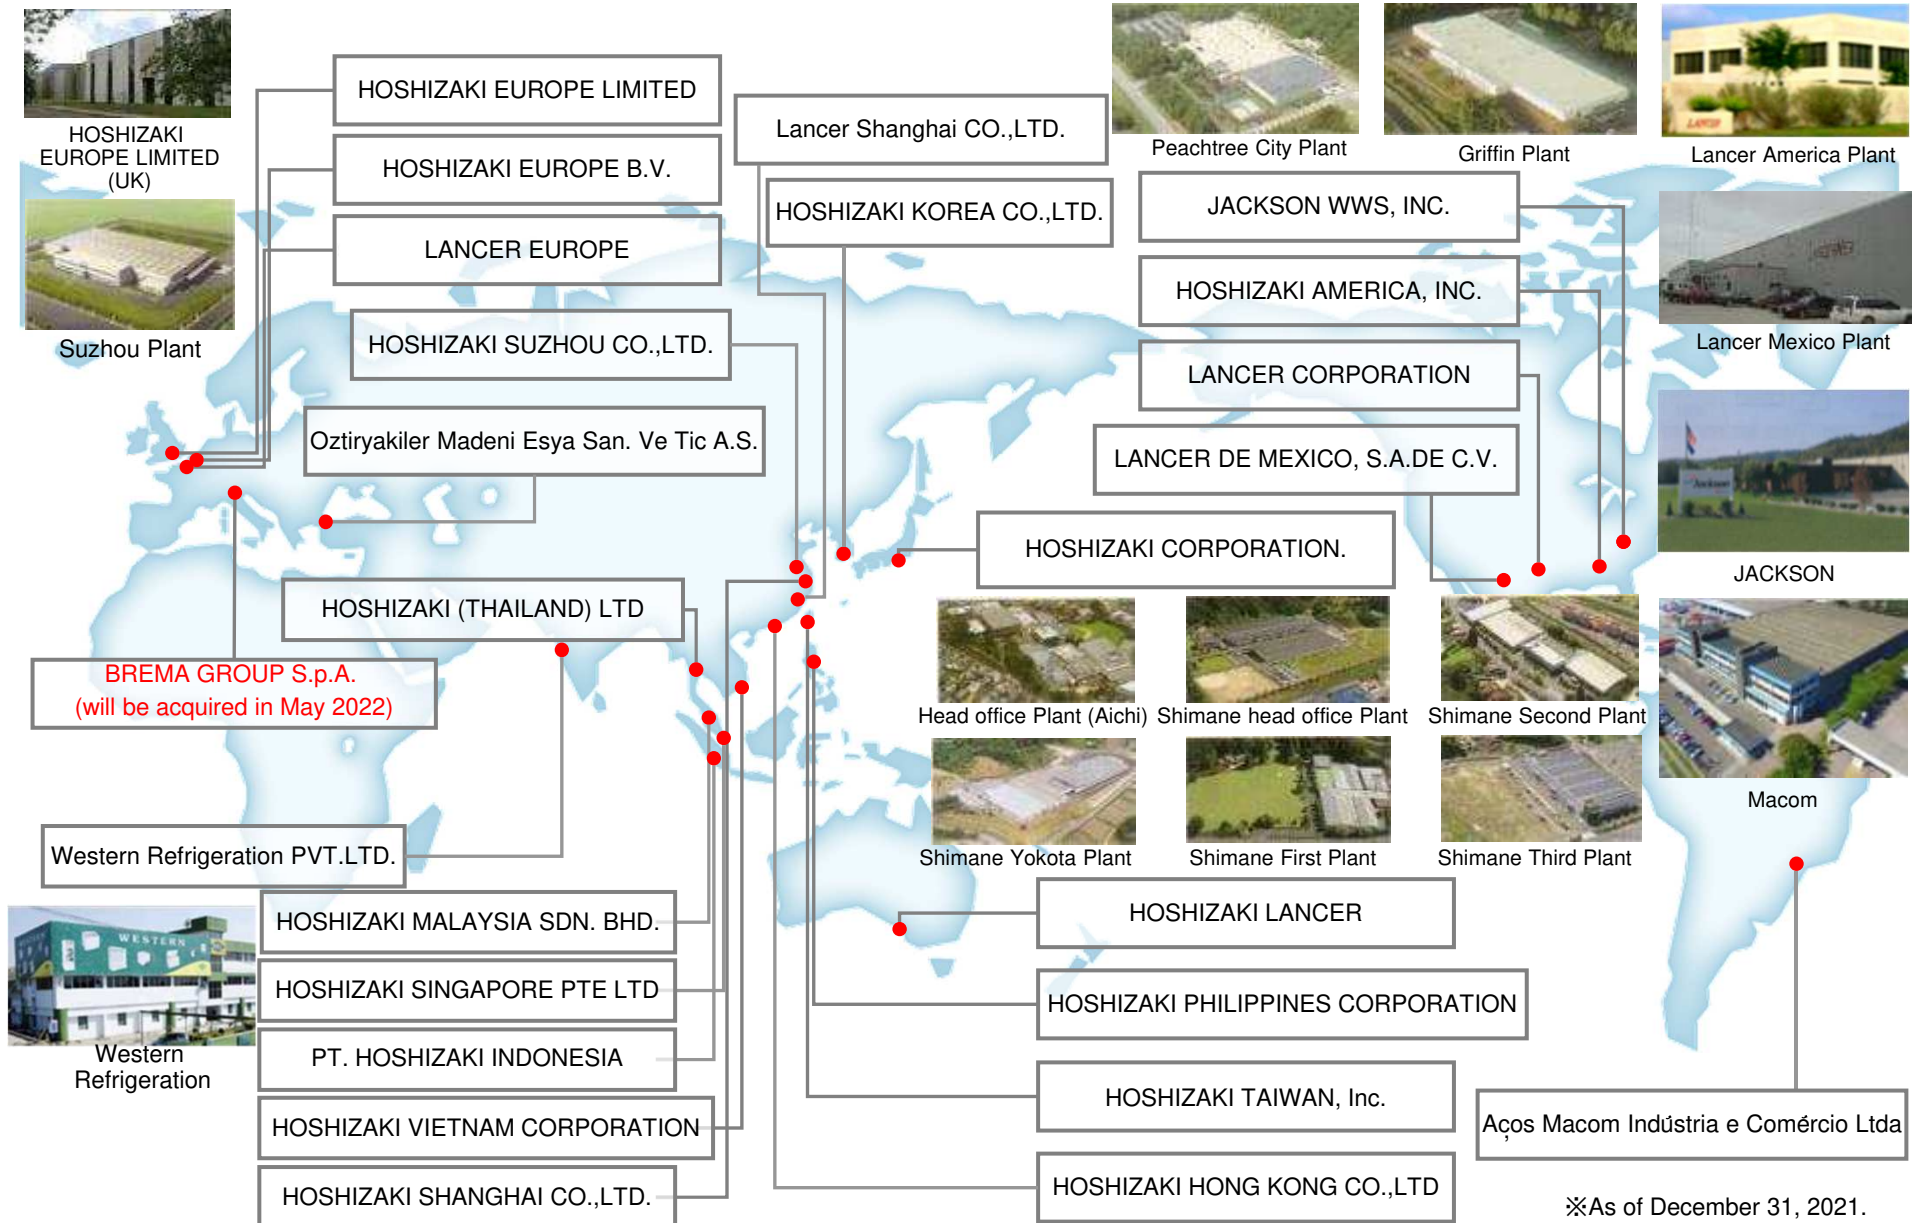 HOSHIZAKI
EUROPE LIMITED
(UK)
Suzhou Plant
HOSHIZAKI EUROPE LIMITED
HOSHIZAKI EUROPE B.V.
LANCER EUROPE
HOSHIZAKI SUZHOU CO.,LTD.
Oztiryakiler Madeni Esya San. Ve Tic A.S.
Lancer Shanghai CO.,LTD.
HOSHIZAKI KOREA CO.,LTD.
Peachtree City Plant
Griffin Plant
LANCER
Lancer America Plant
JACKSON WWS, INC.
HOSHIZAKI AMERICA, INC.
LANCER CORPORATION
LANCER DE MEXICO, S.A.DE C.V.
Lancer Mexico Plant
Jackson
JACKSON
HOSHIZAKI CORPORATION.
HOSHIZAKI (THAILAND) LTD
BREMA GROUP S.p.A.
(will be acquired in May 2022)
Head office Plant (Aichi)
Shimane head office Plant
Shimane Second Plant
Shimane Yokota Plant
Shimane First Plant
Shimane Third Plant
Macom
Western Refrigeration PVT.LTD.
WESTERN
Western
Refrigeration
HOSHIZAKI MALAYSIA SDN. BHD.
HOSHIZAKI SINGAPORE PTE LTD
PT. HOSHIZAKI INDONESIA
HOSHIZAKI VIETNAM CORPORATION
HOSHIZAKI SHANGHAI CO.,LTD.
HOSHIZAKI LANCER
HOSHIZAKI PHILIPPINES CORPORATION
HOSHIZAKI TAIWAN, Inc.
HOSHIZAKI HONG KONG CO.,LTD
Aços Macom Indústria e Comércio Ltda
※As of December 31, 2021.